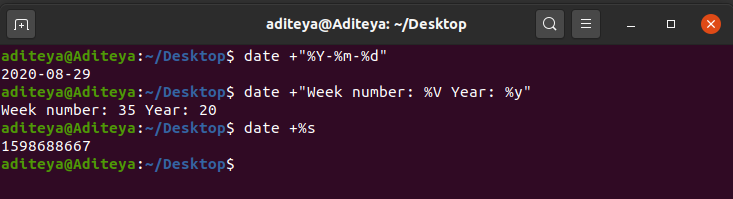 aditeya@Aditeya: ~/Desktop
aditeya@Aditeya:~/Desktop$ date +"%Y-%m-%d"
2020-08-29
aditeya@Aditeya:~/Desktop$ date +"Week number: %V Year: %y"
Week number: 35 Year: 20
aditeya@Aditeya:~/Desktop$ date +%s
1598688667
aditeya@Aditeya:~/Desktop$